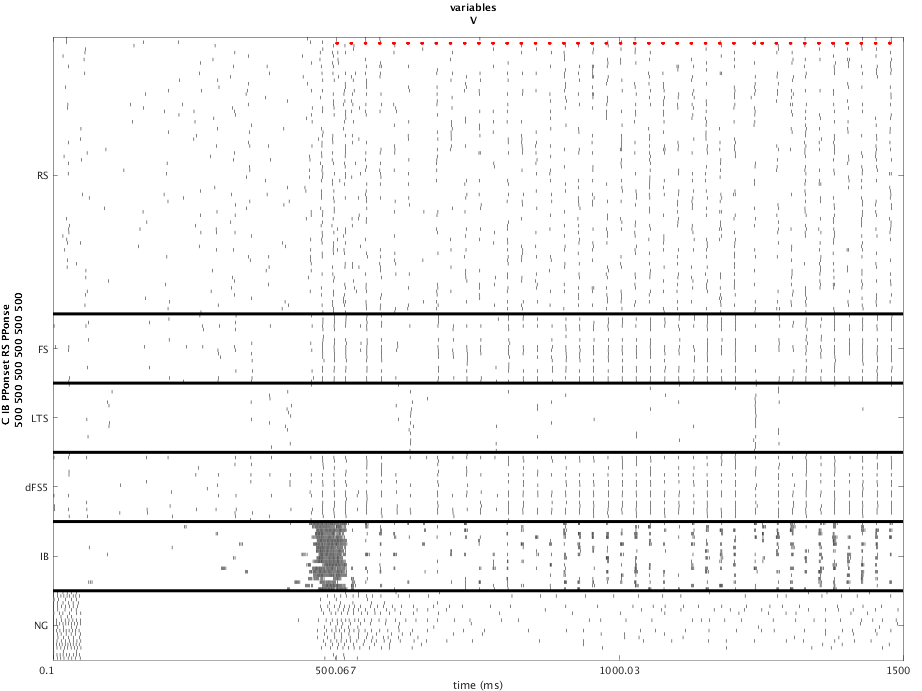 variables
V
C IB PPonset RS PPonse
500 500 500 500 500 500
RS
FS
LTS
dFS5
IB
NG
0.1
500.067
1000.03
1500
time (ms)